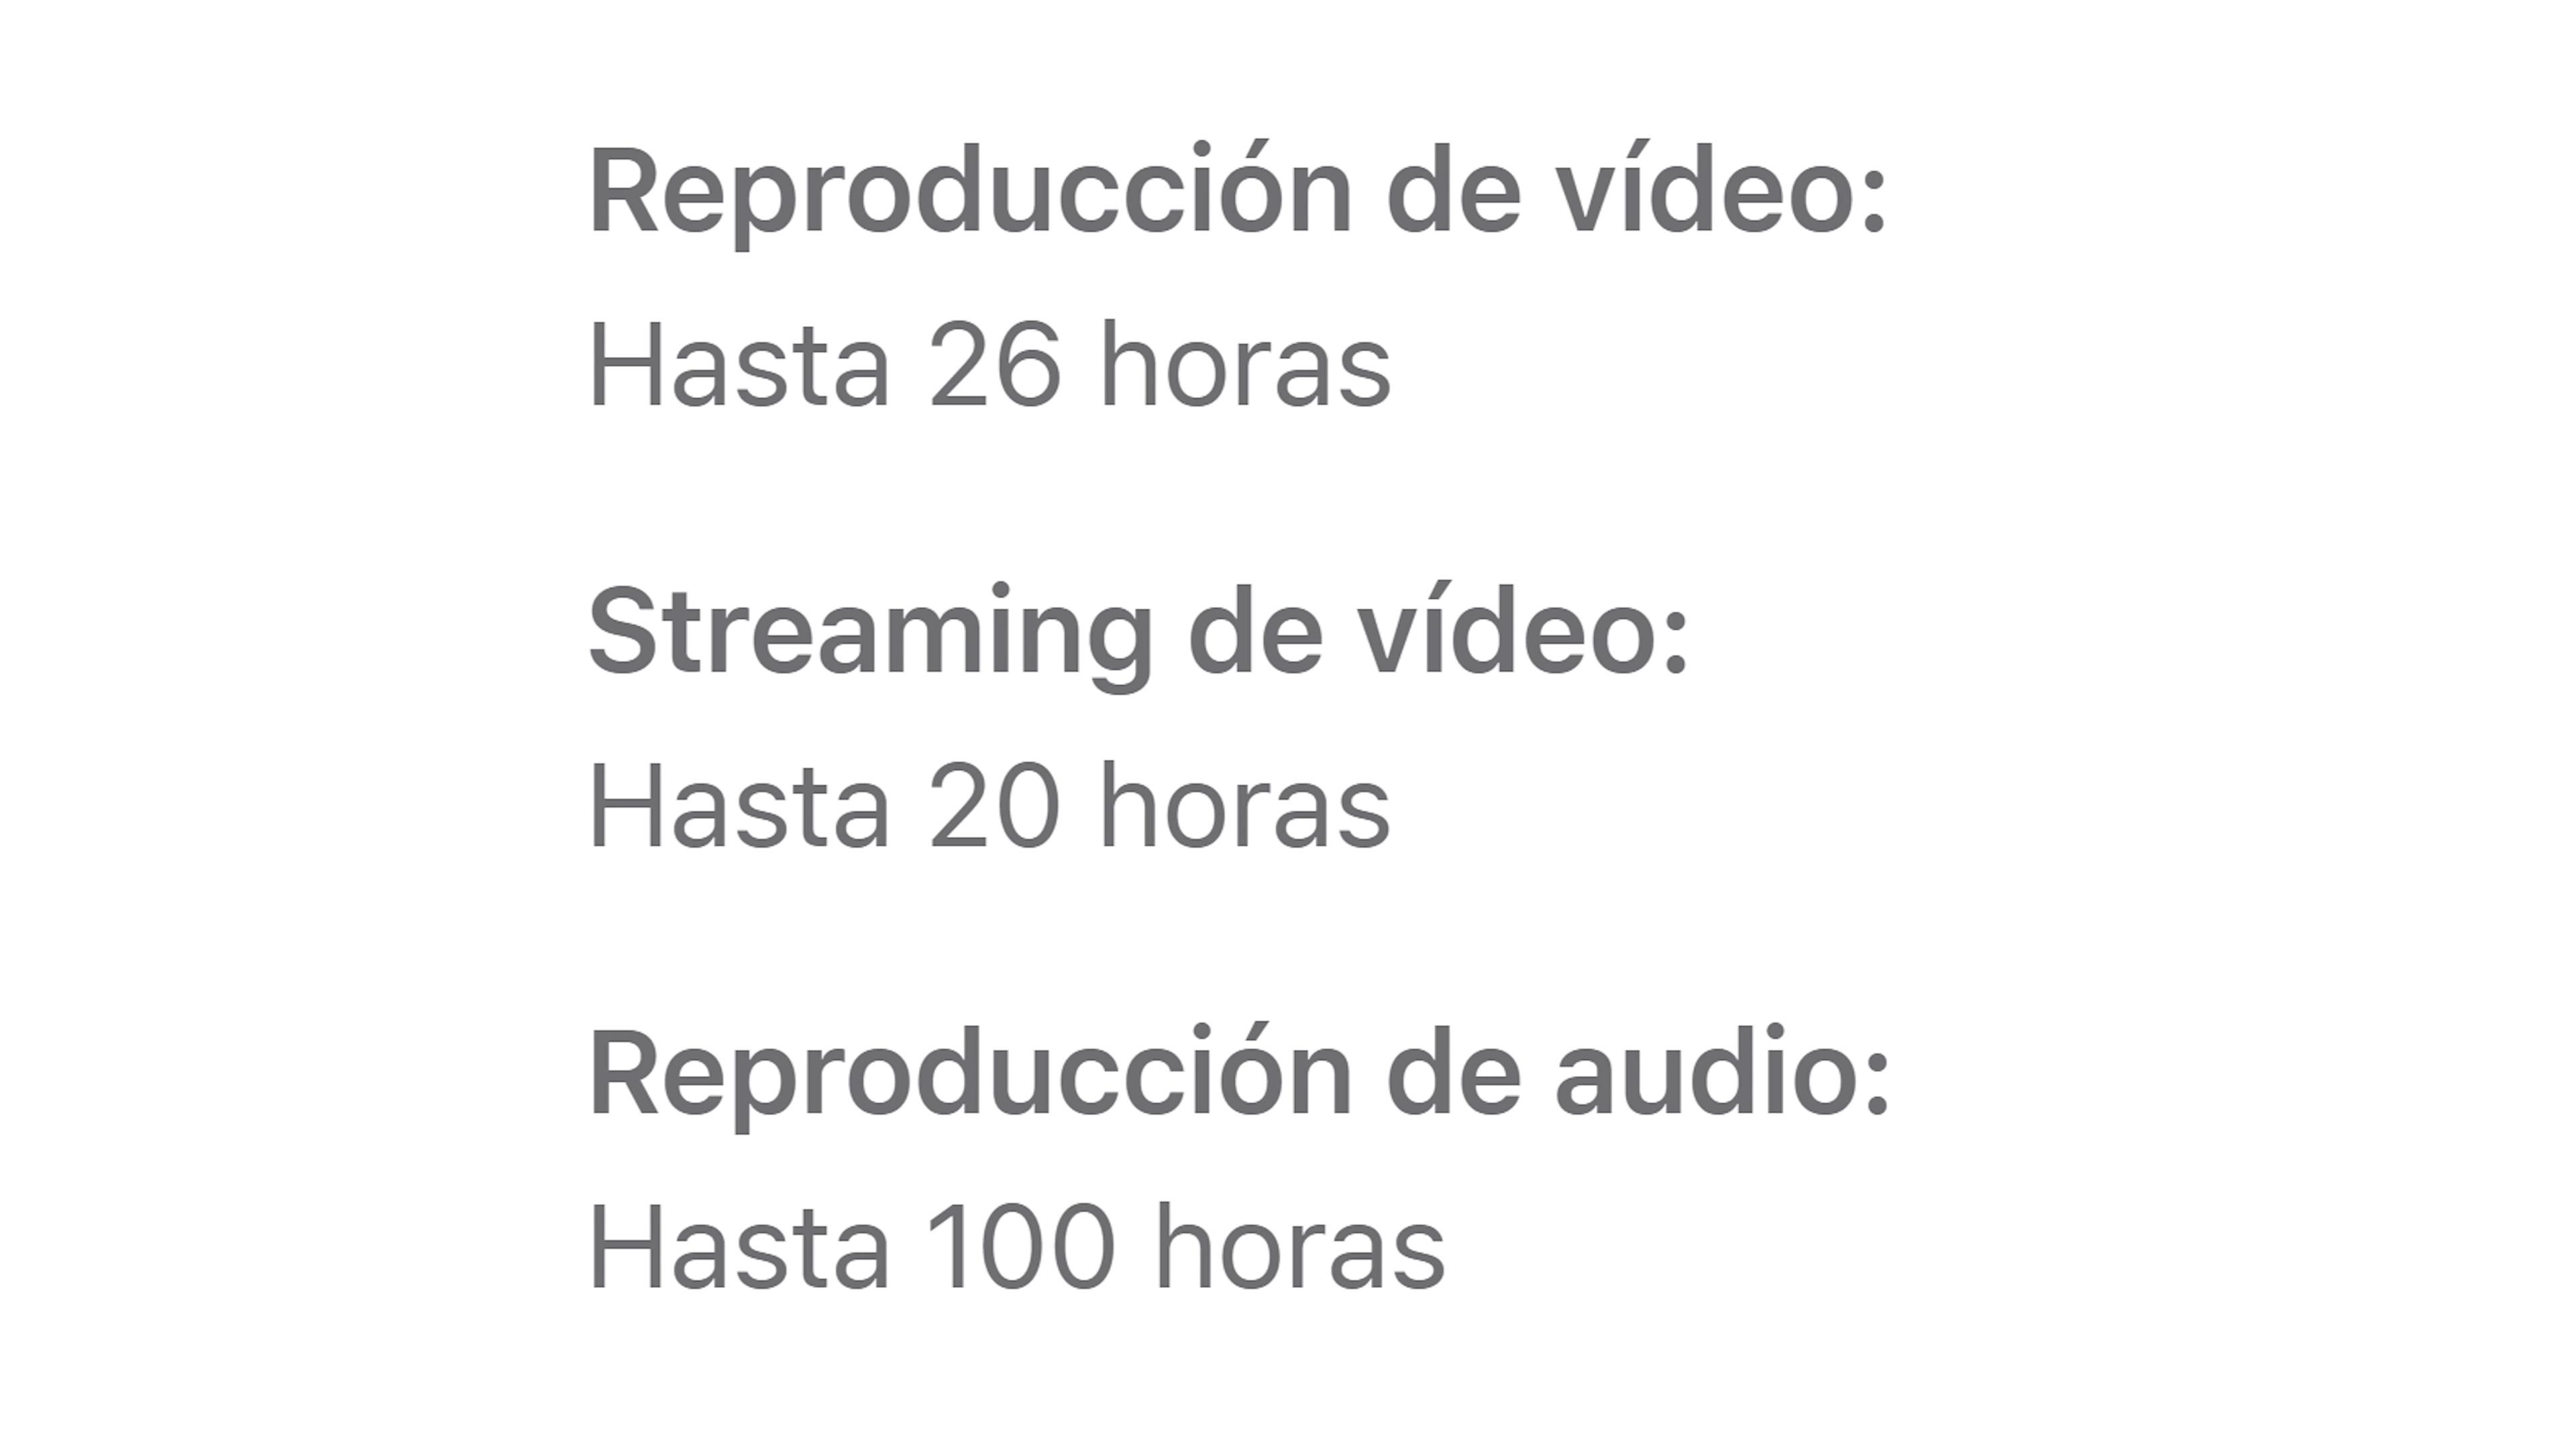 Reproducción de vídeo:
Hasta 26 horas
Streaming de vídeo:
Hasta 20 horas
Reproducción de audio:
Hasta 100 horas